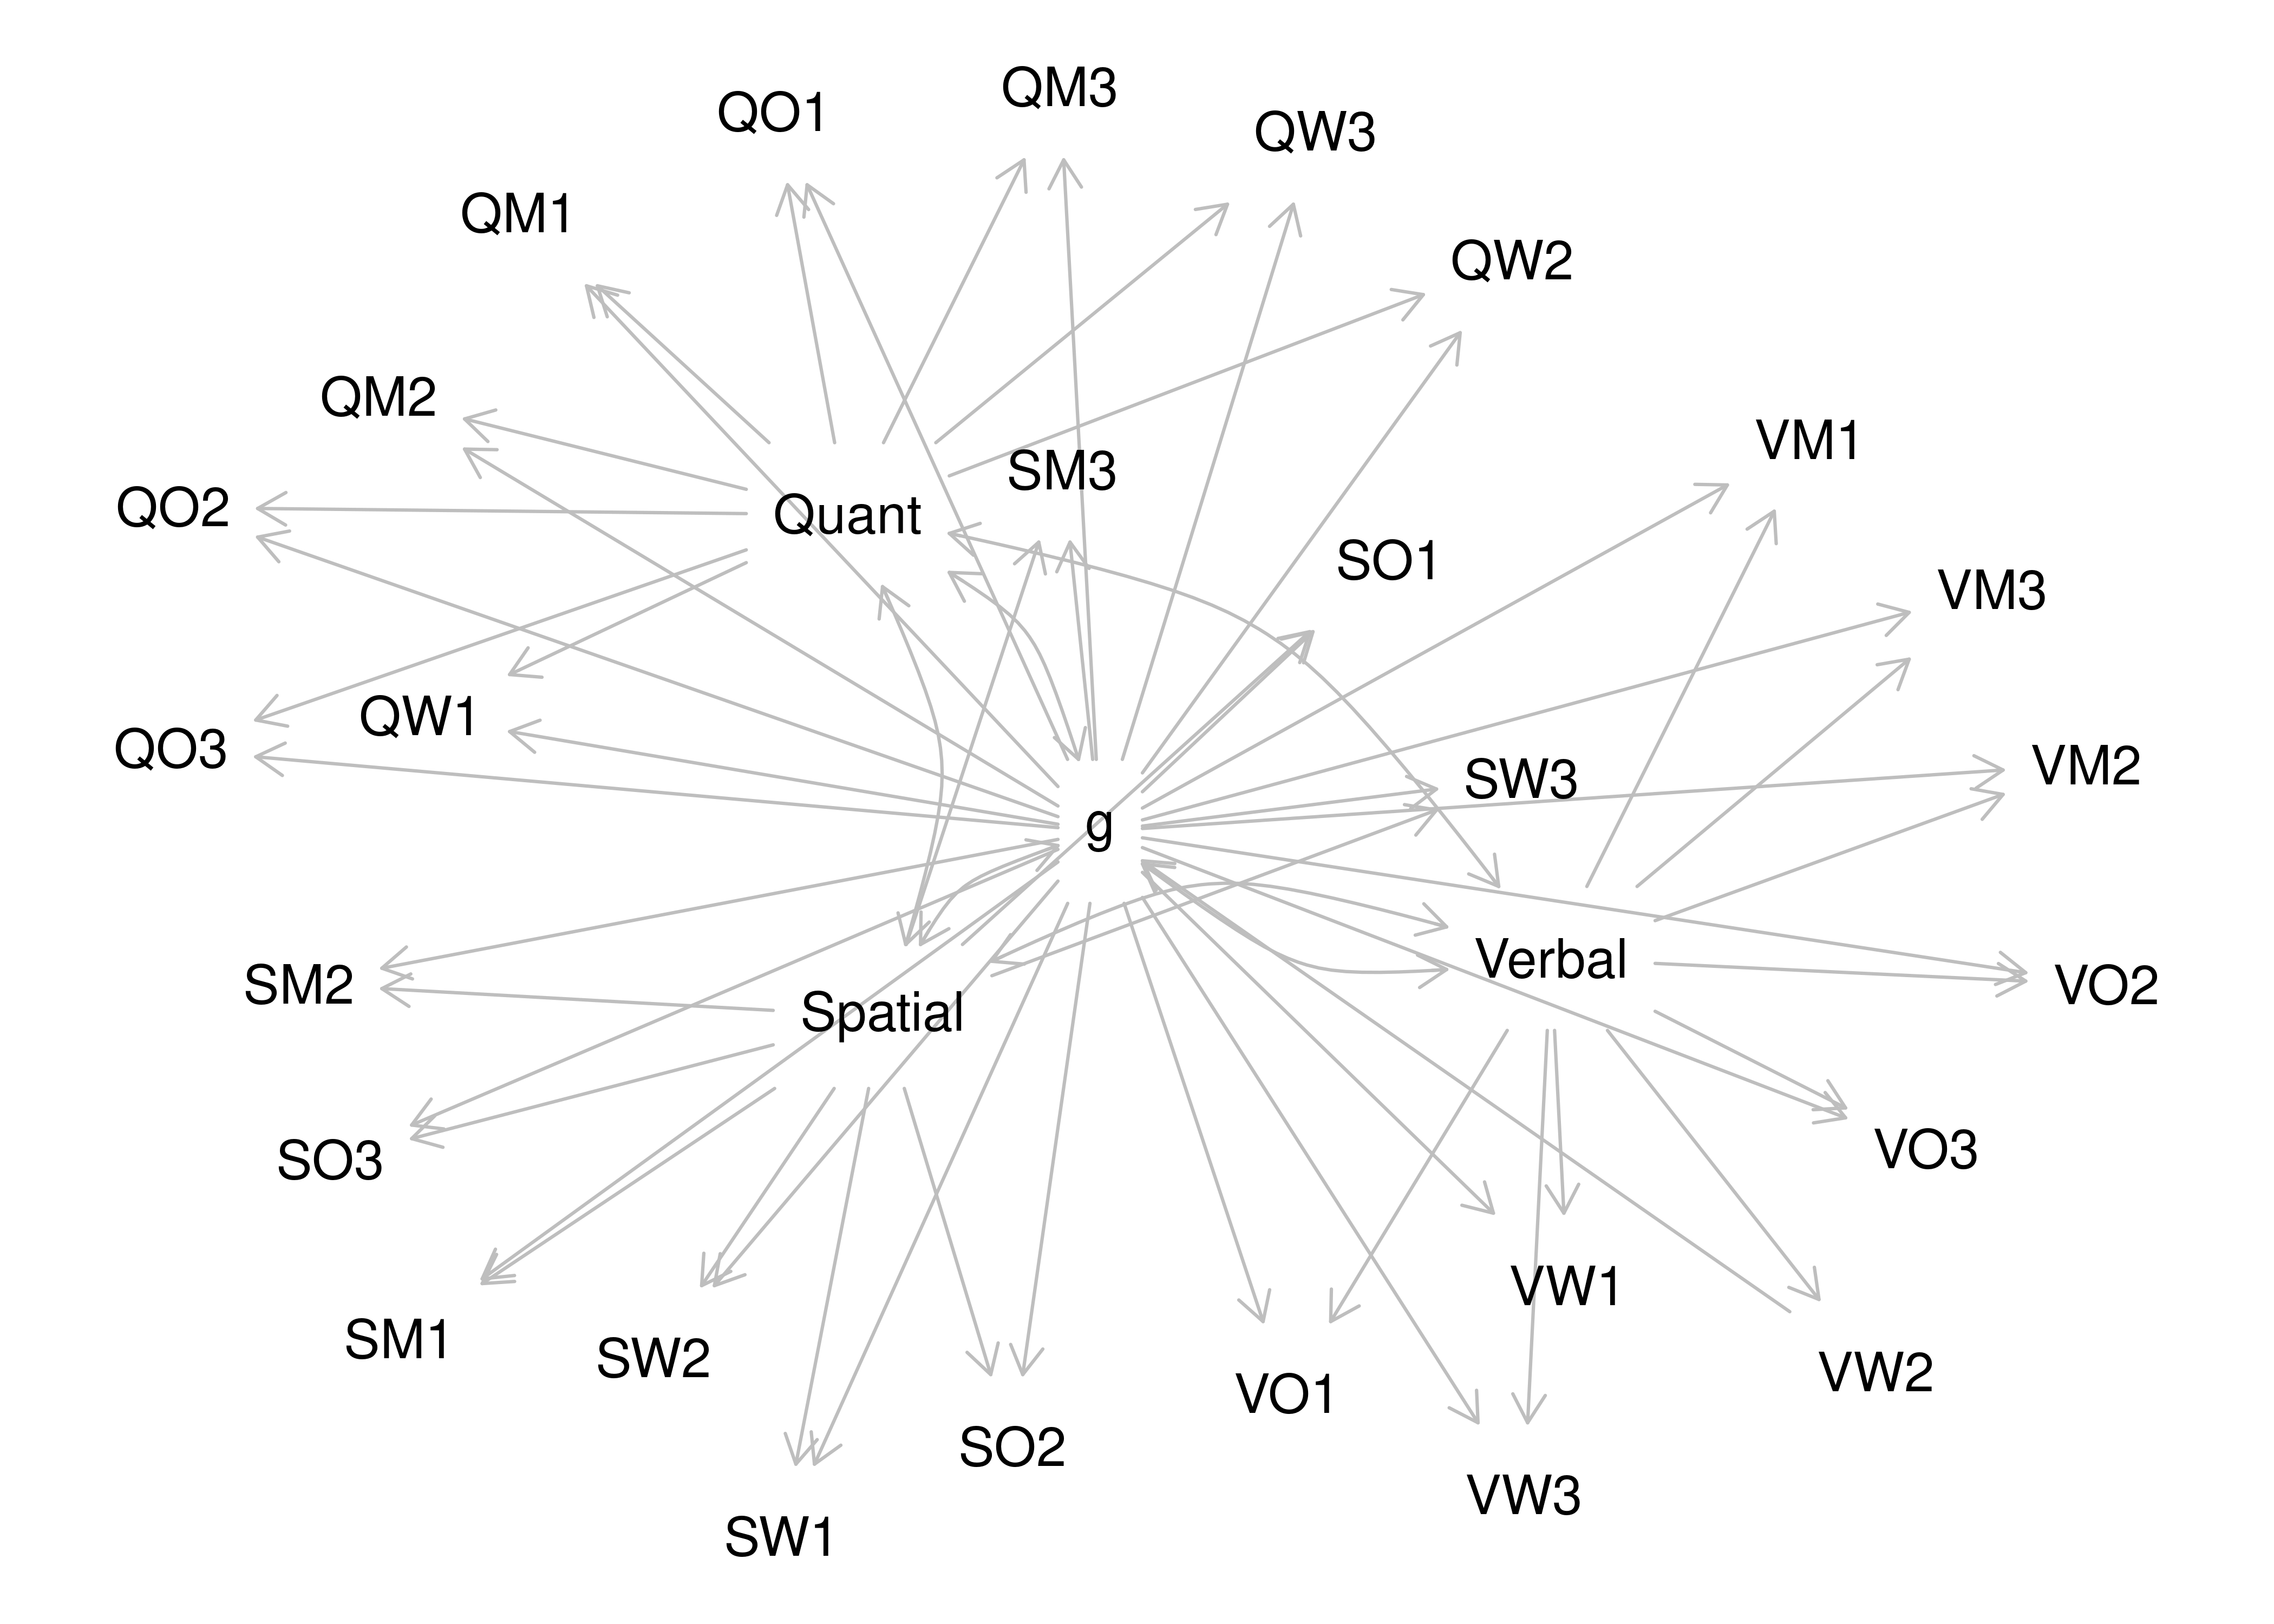 QM3
QO1
QW3
QM1
QW2
QM2
VM1
SM3
QO2
Quant
SO1
VM3
QW1
QO3
VM2
SW3
g
Verbal
SM2
VO2
Spatial
VO3
SO3
VW1
SM1
SW2
VW2
VO1
SO2
VW3
SW1